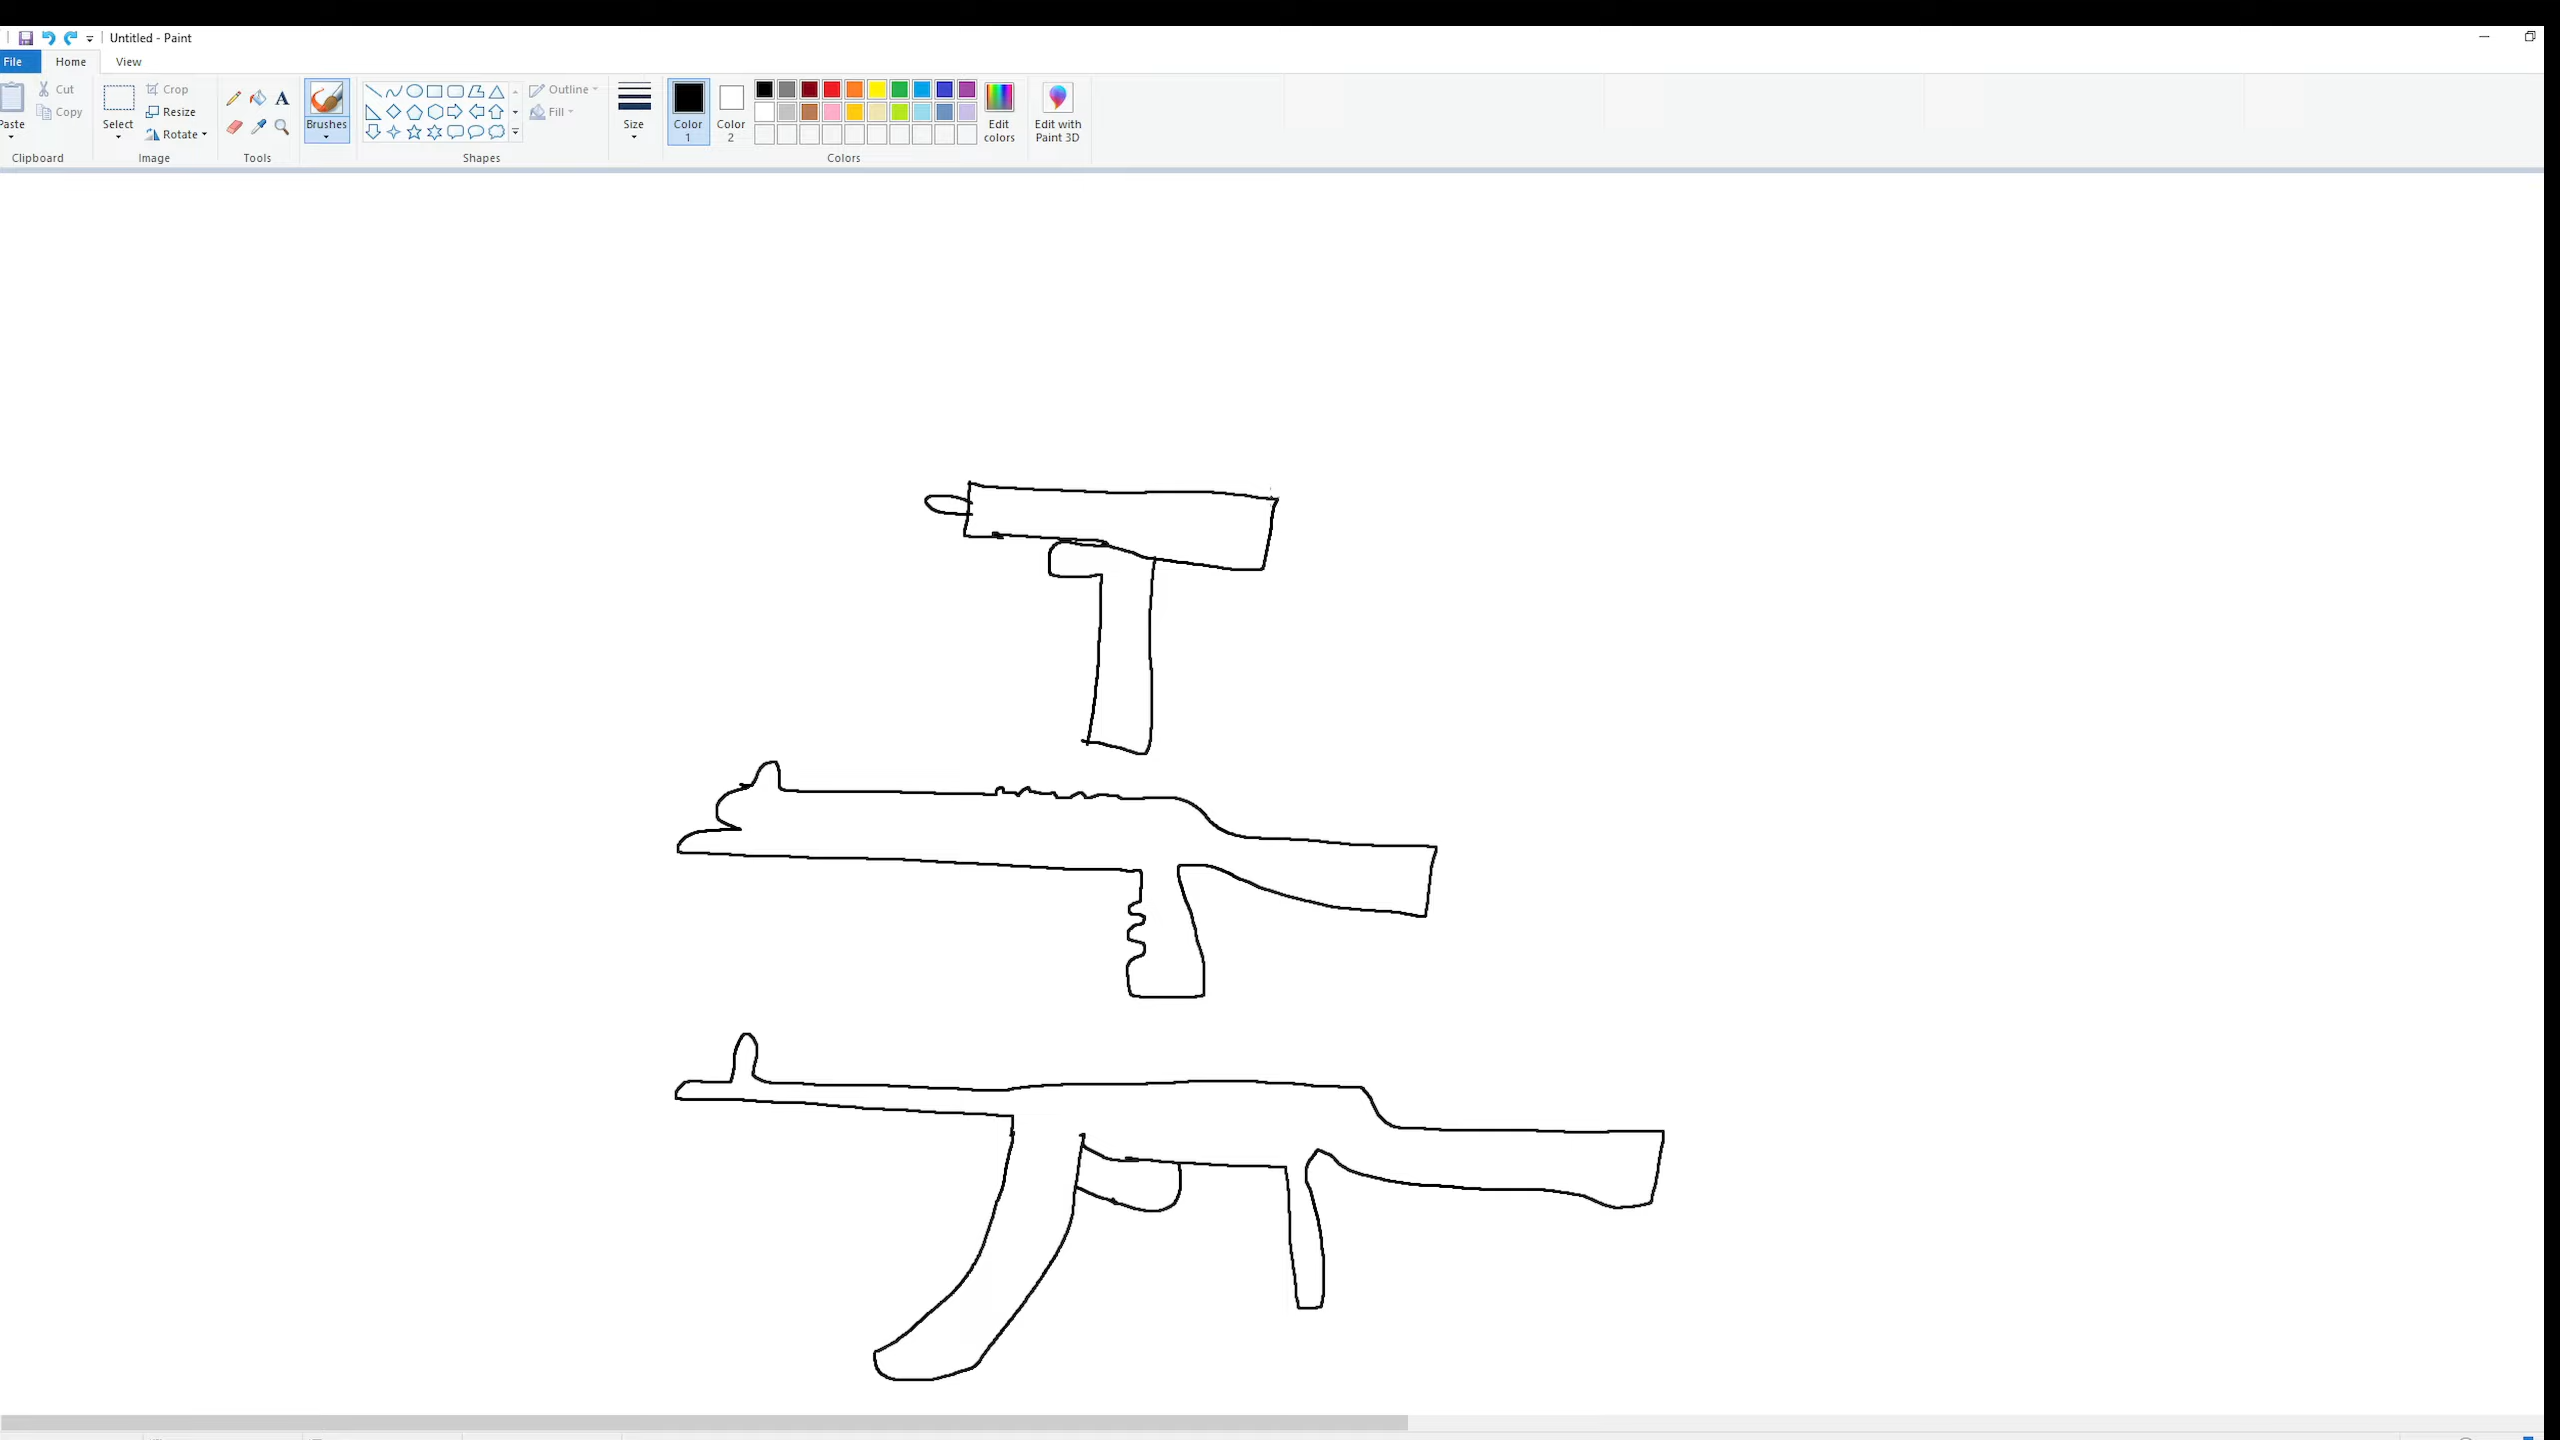 Untitled - Paint
File
Home
View
Cut
Crop
Outline
Copy
Resize
Fill
Paste
Select
Rotate
Brushes
Size
Color
1
Color
2
Edit
colors
Edit with
Paint 3D
Clipboard
Image
Tools
Shapes
Colors